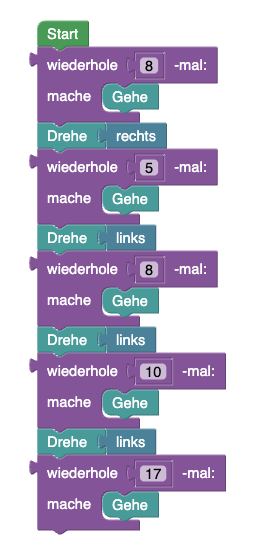 Start
wiederhole 8 -mal:
mache Gehe
Drehe rechts
wiederhole 5 -mal:
mache Gehe
Drehe links
wiederhole 8 -mal:
mache Gehe
Drehe links
wiederhole 10 -mal:
mache Gehe
Drehe links
wiederhole 17 -mal:
mache Gehe